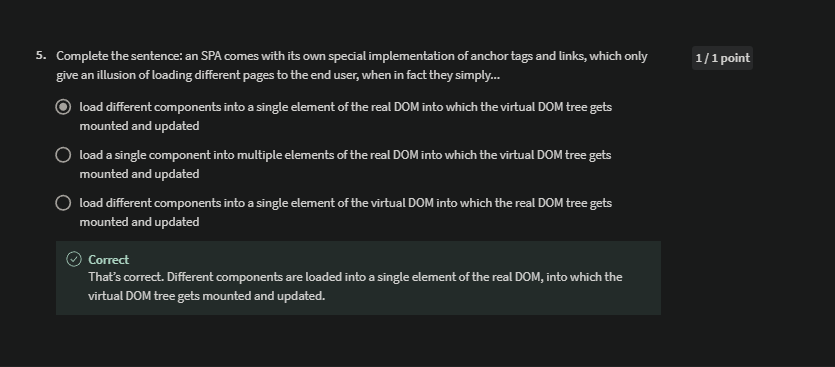 5. Complete the sentence: an SPA comes with its own special implementation of anchor tags and links, which only
1 / 1 point
give an illusion of loading different pages to the end user, when in fact they simply...
load different components into a single element of the real DOM into which the virtual DOM tree gets
mounted and updated
load a single component into multiple elements of the real DOM into which the virtual DOM tree gets
mounted and updated
load different components into a single element of the virtual DOM into which the real DOM tree gets
mounted and updated
Correct
That's correct. Different components are loaded into a single element of the real DOM, into which the
virtual DOM tree gets mounted and updated.